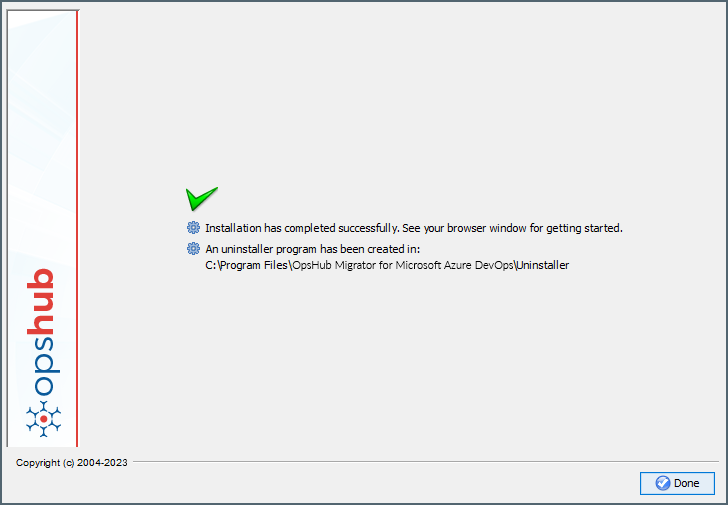 Installation has completed successfully. See your browser window for getting started.
An uninstaller program has been created in:
C:\Program Files\OpsHub Migrator for Microsoft Azure DevOps\Uninstaller
opshub
Copyright (c) 2004-2023
Done